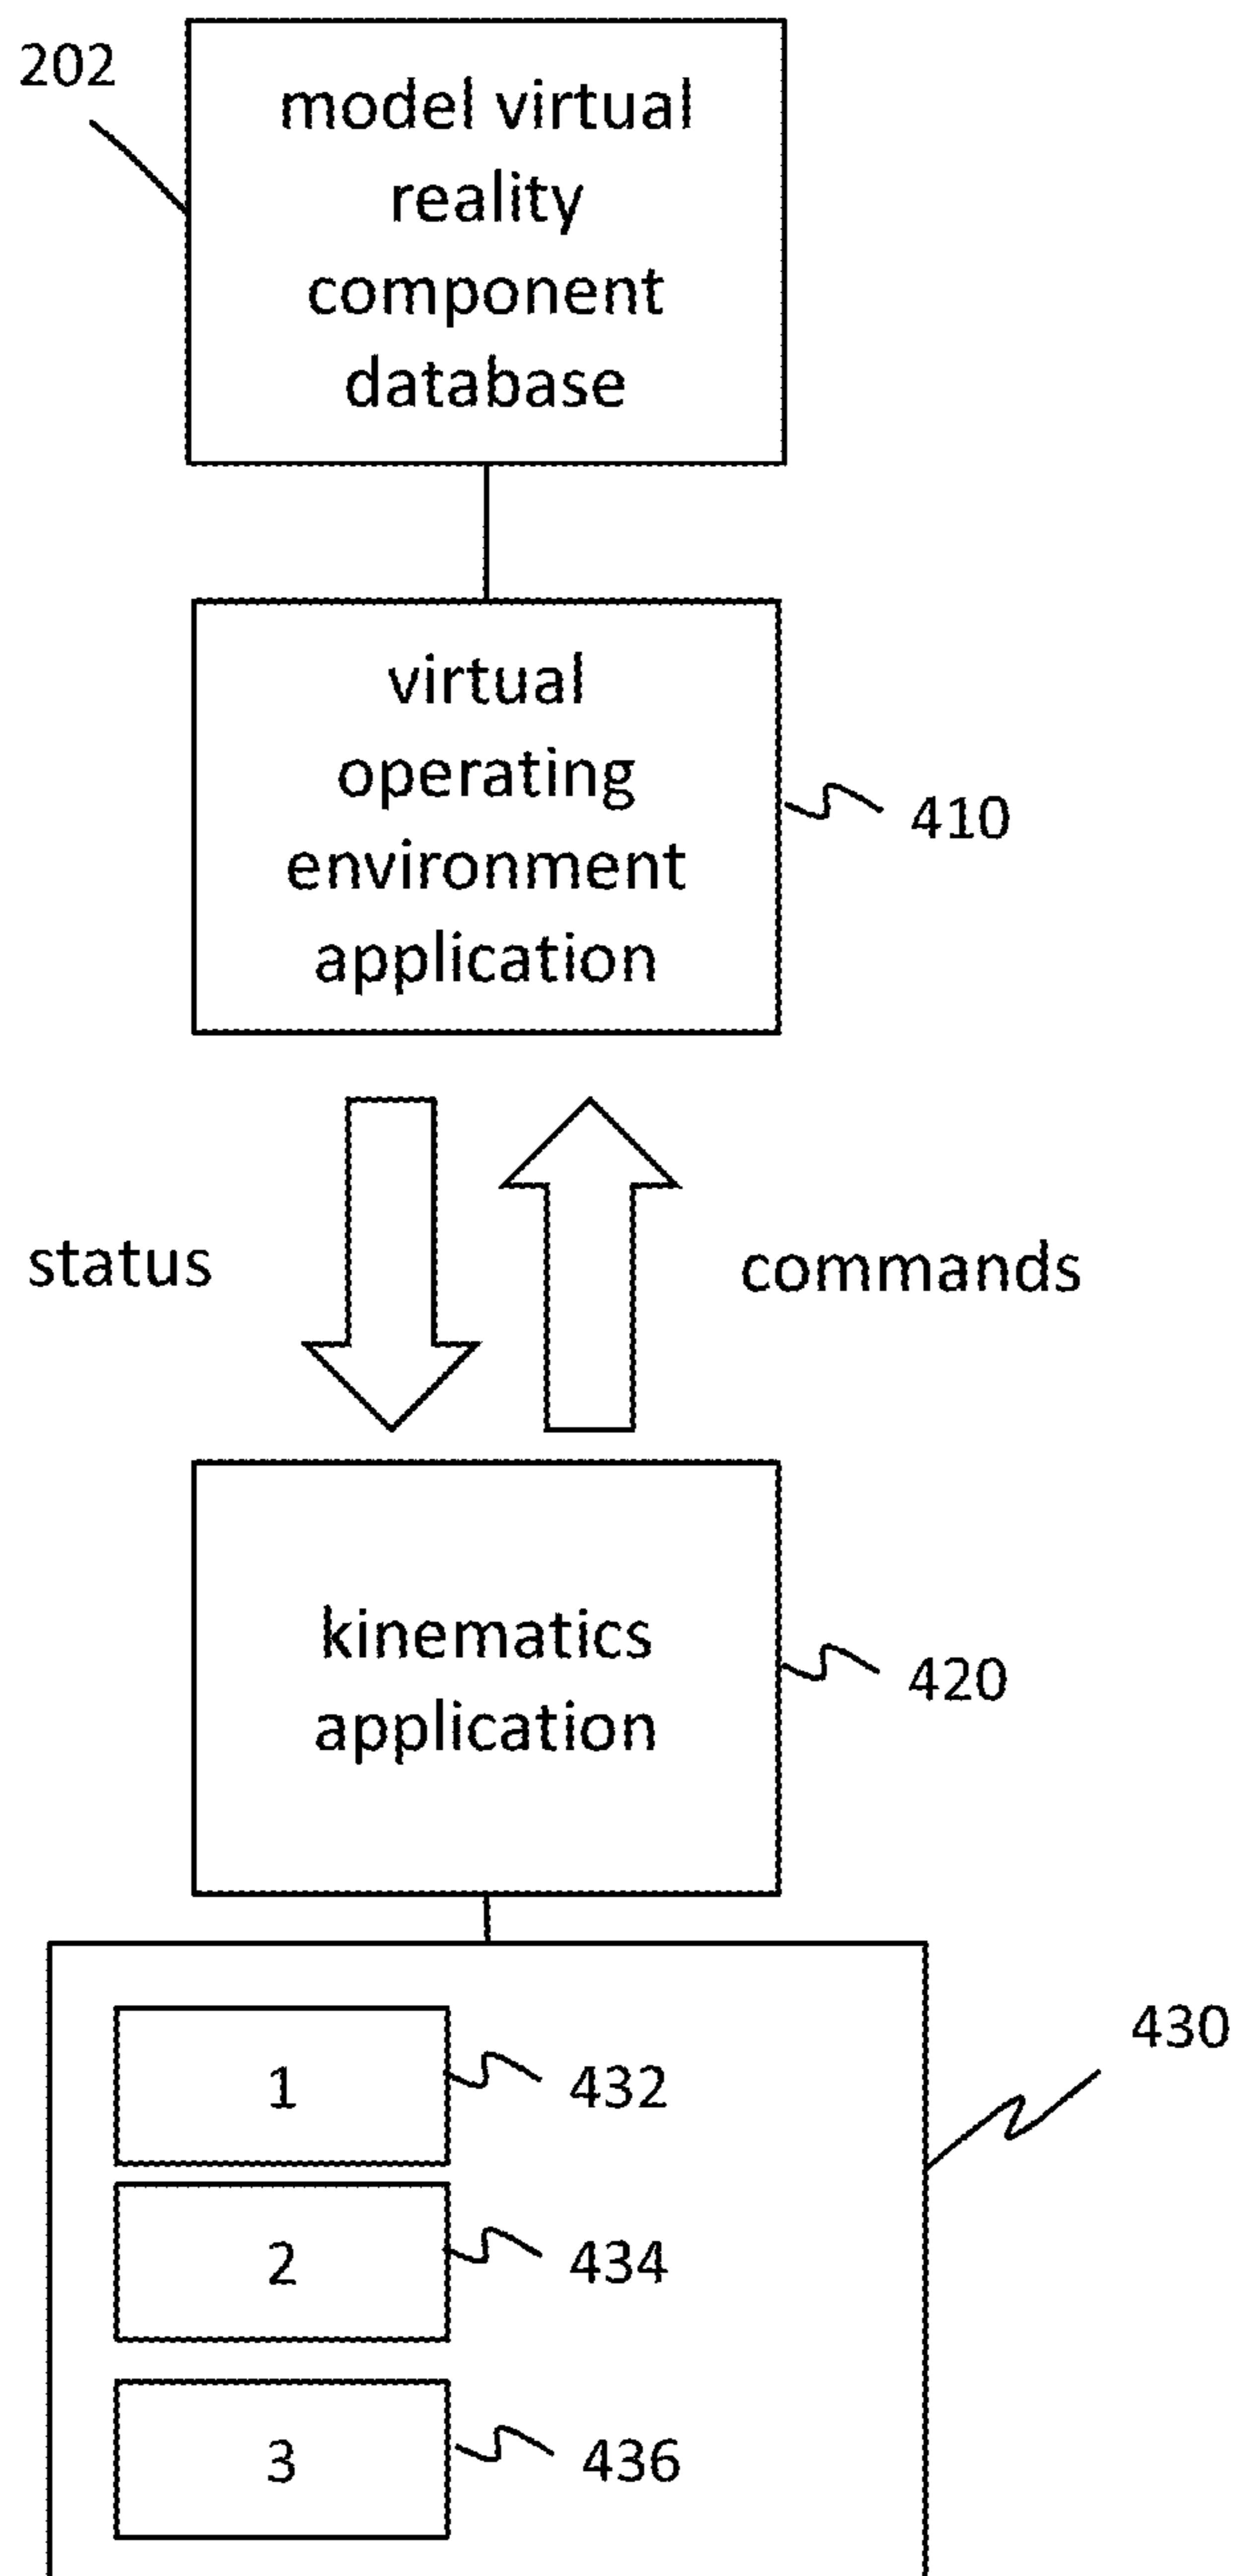 202
model virtual
reality
component
database
virtual
operating
environment
application
410
status
commands
kinematics
application
420
430
1
432
2
434
3
436